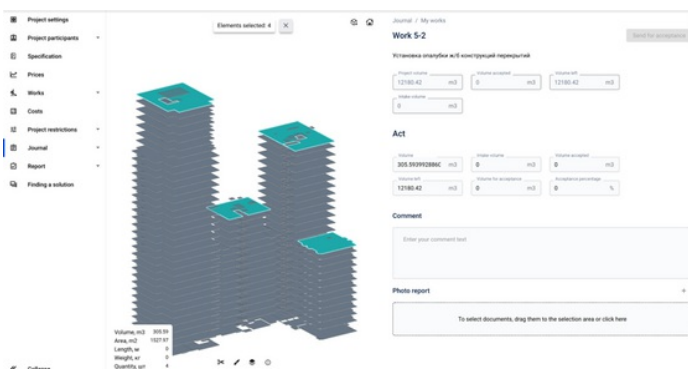 Project settings
Project participants
Specification
Prices
Works
Costs
Project restrictions
Journal
Report
Finding a solution
Collapse
Elements selected: 4
Volume, m3 305.59
Area, m2 1527.97
Length, м 0
Weight, кг 0
Quantity, шт 4
Journal / My works
Work 5-2
Send for acceptance
Установка опалубки ж/б конструкций перекрытий
Project volume Volume accepted Volume left
12180.42 m3 0 m3 12180.42 m3
Intake volume
0 m3
Act
Volume Intake volume Volume accepted
305.5939928860 m3 0 m3 0 m3
Volume left Volume for acceptance Acceptance percentage
12180.42 m3 0 m3 0 %
Comment
Enter your comment text
Photo report +
To select documents, drag them to the selection area or click here